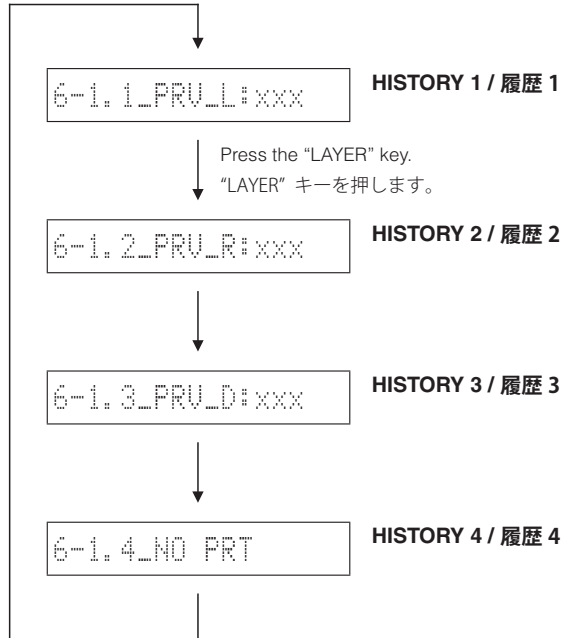 6-1.1_PRV_L:xxx
HISTORY 1 / 履歴 1
Press the “LAYER” key.
“LAYER” キーを押します。
6-1.2_PRV_R:xxx
HISTORY 2 / 履歴 2
6-1.3_PRV_D:xxx
HISTORY 3 / 履歴 3
6-1.4_NO PRT
HISTORY 4 / 履歴 4